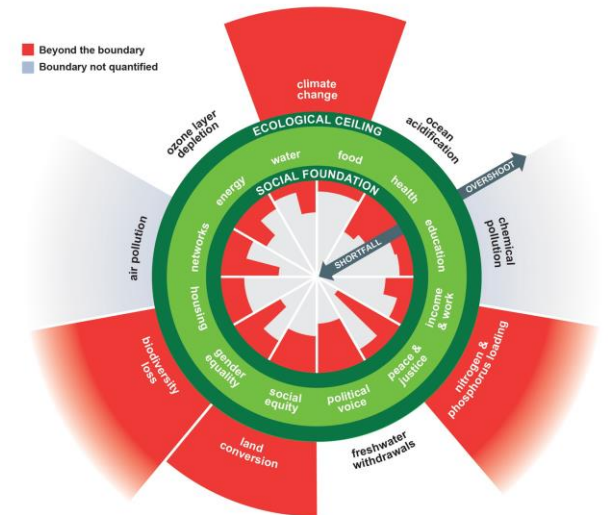 Beyond the boundary
Boundary not quantified
climate
change
ozone layer
depletion
ocean
acidification
ECOLOGICAL CEILING
water
food
energy
health
SOCIAL FOUNDATION
OVERSHOOT
SHORTFALL
air pollution
networks
education
chemical
pollution
housing
income
& work
biodiversity
loss
gender
equality
peace &
justice
nitrogen &
phosphorus loading
social
equity
political
voice
land
conversion
freshwater
withdrawals